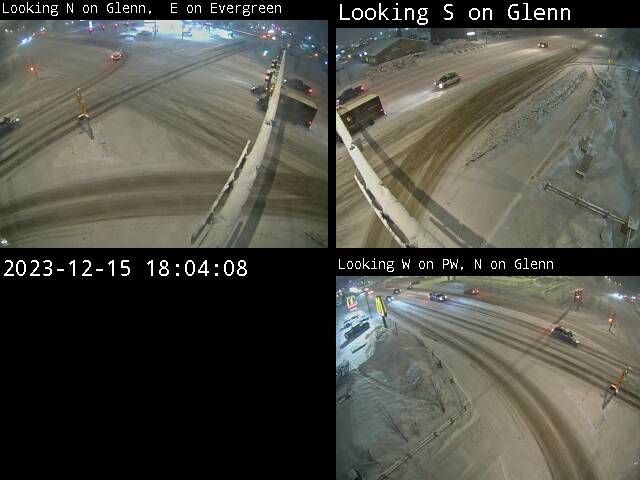 Looking N on Glenn, E on Evergreen
Looking S on Glenn
2023-12-15 18:04:08
Looking W on PW, N on Glenn